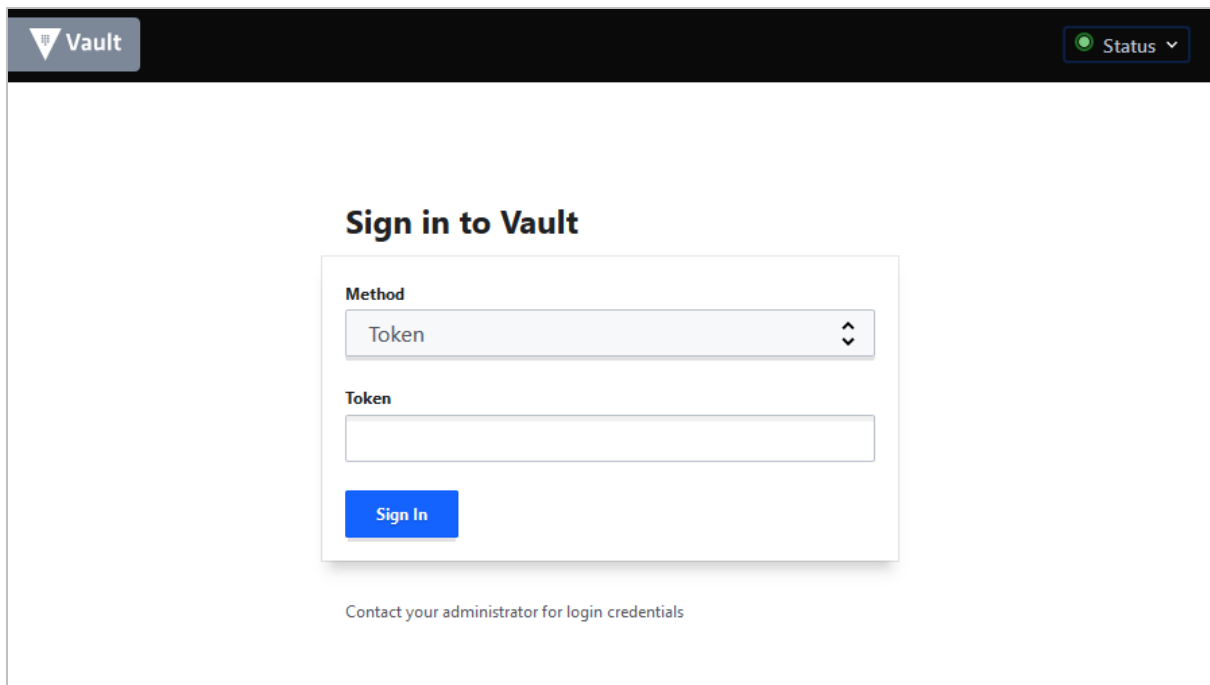 Vault
Status
Sign in to Vault
Method
Token
Token
Sign In
Contact your administrator for login credentials